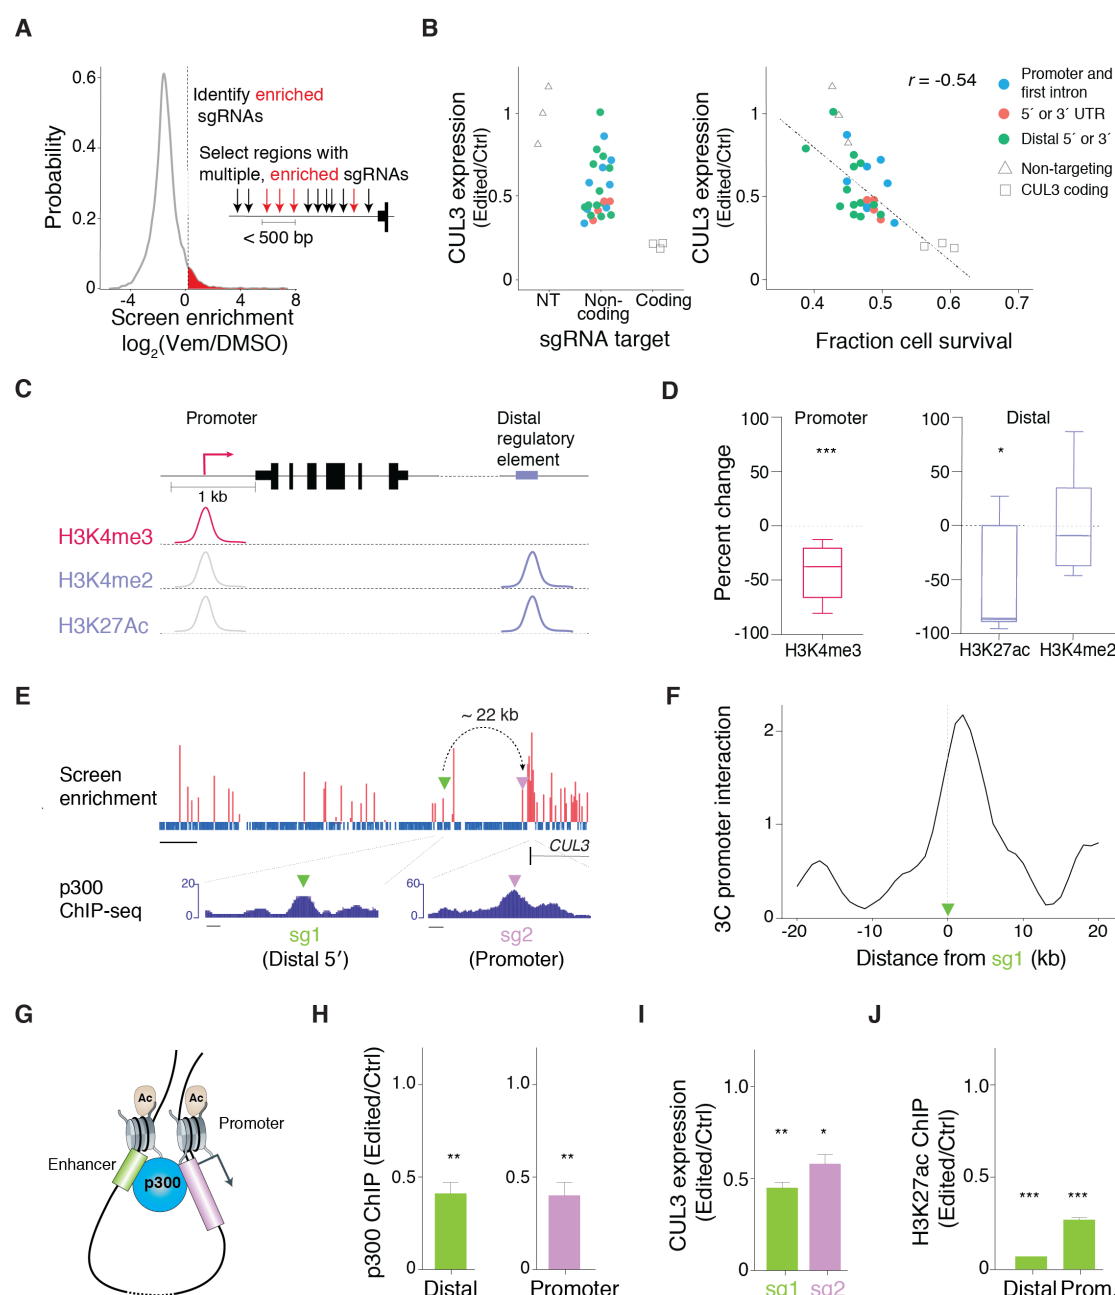 A
0.6
0.4
0.2
0
Probability
Identify enriched
sgRNAs
Select regions with
multiple, enriched sgRNAs
< 500 bp
-4
0
4
8
Screen enrichment
log2(Vem/DMSO)
B
CUL3 expression
(Edited/Ctrl)
1
0.5
0
NT
Non-
coding
Coding
sgRNA target
CUL3 expression
(Edited/Ctrl)
1
0.5
0
r = -0.54
0.4
0.5
0.6
0.7
Fraction cell survival
Promoter and
first intron
5´ or 3´ UTR
Distal 5´ or 3´
Non-targeting
CUL3 coding
C
Promoter
Distal
regulatory
element
1 kb
H3K4me3
H3K4me2
H3K27Ac
D
Percent change
100
50
0
-50
-100
Promoter
***
H3K4me3
100
50
0
-50
-100
Distal
*
H3K27ac
H3K4me2
E
Screen
enrichment
~ 22 kb
CUL3
p300
ChIP-seq
20
0
sg1
(Distal 5′)
60
0
sg2
(Promoter)
F
3C promoter interaction
2
1
0
-20
-10
0
10
20
Distance from sg1 (kb)
G
Ac
Ac
Promoter
Enhancer
p300
H
p300 ChIP (Edited/Ctrl)
1.0
0.5
0
**
Distal
1.0
0.5
0
**
Promoter
I
CUL3 expression
(Edited/Ctrl)
1.0
0.5
0
**
*
sg1
sg2
J
H3K27ac ChIP
(Edited/Ctrl)
1.0
0.5
0
***
***
Distal
Prom.